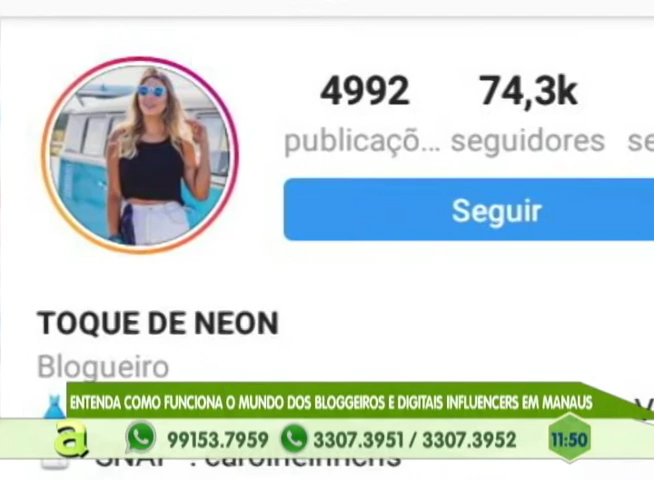 4992 74,3k
publicaçõ... seguidores se
Seguir
TOQUE DE NEON
Blogueiro
ENTENDA COMO FUNCIONA O MUNDO DOS BLOGGEIROS E DIGITAIS INFLUENCERS EM MANAUS
a 99153.7959 3307.3951 / 3307.3952 11:50